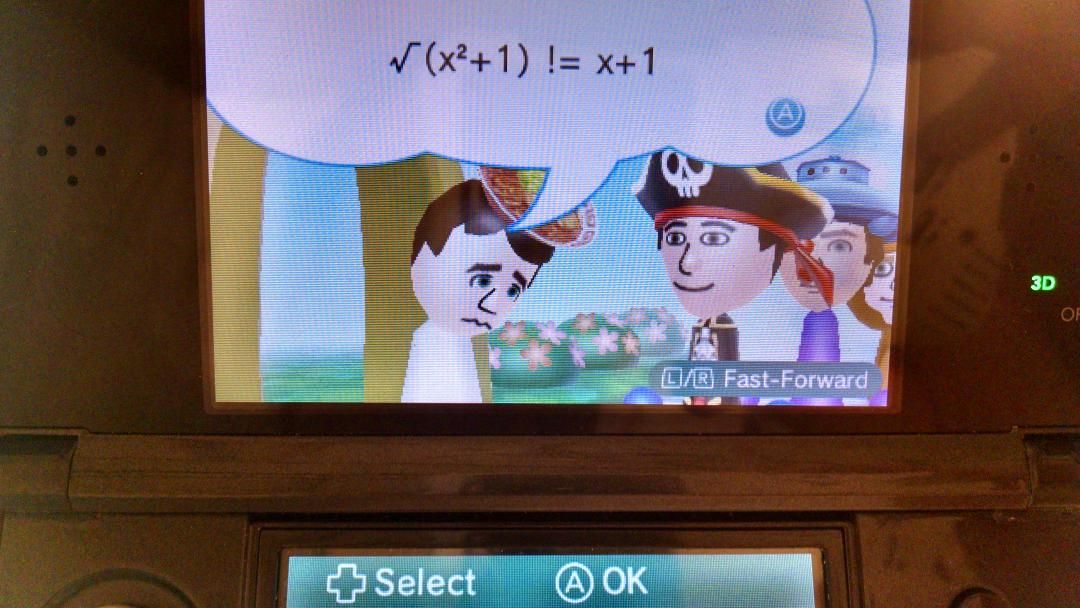 √(x²+1) != x+1
A
L/R Fast-Forward
3D
Select
A OK